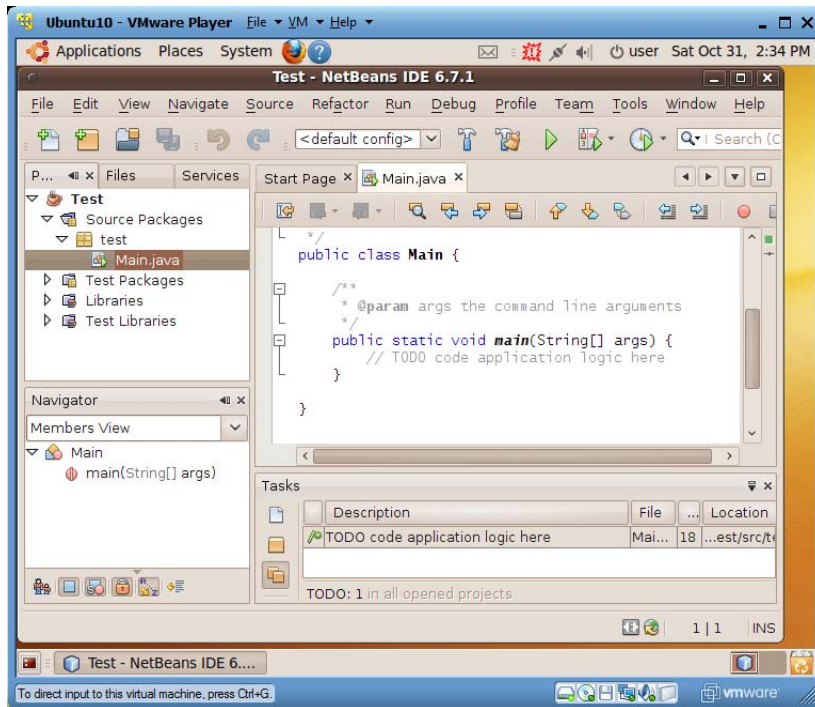 Ubuntu10 - VMware Player File VM Help
Applications Places System user Sat Oct 31, 2:34 PM
Test - NetBeans IDE 6.7.1
File Edit View Navigate Source Refactor Run Debug Profile Team Tools Window Help
<default config> Search (C
P... Files Services
Start Page Main.java
Test
Source Packages
test
Main.java
Test Packages
Libraries
Test Libraries
*/
public class Main {
/**
* @param args the command line arguments
*/
public static void main(String[] args) {
// TODO code application logic here
}
}
Navigator
Members View
Main
main(String[] args)
Tasks
Description File ... Location
TODO code application logic here Mai... 18 ...est/src/te
TODO: 1 in all opened projects
1 | 1 INS
Test - NetBeans IDE 6....
To direct input to this virtual machine, press Ctrl+G.
vmware